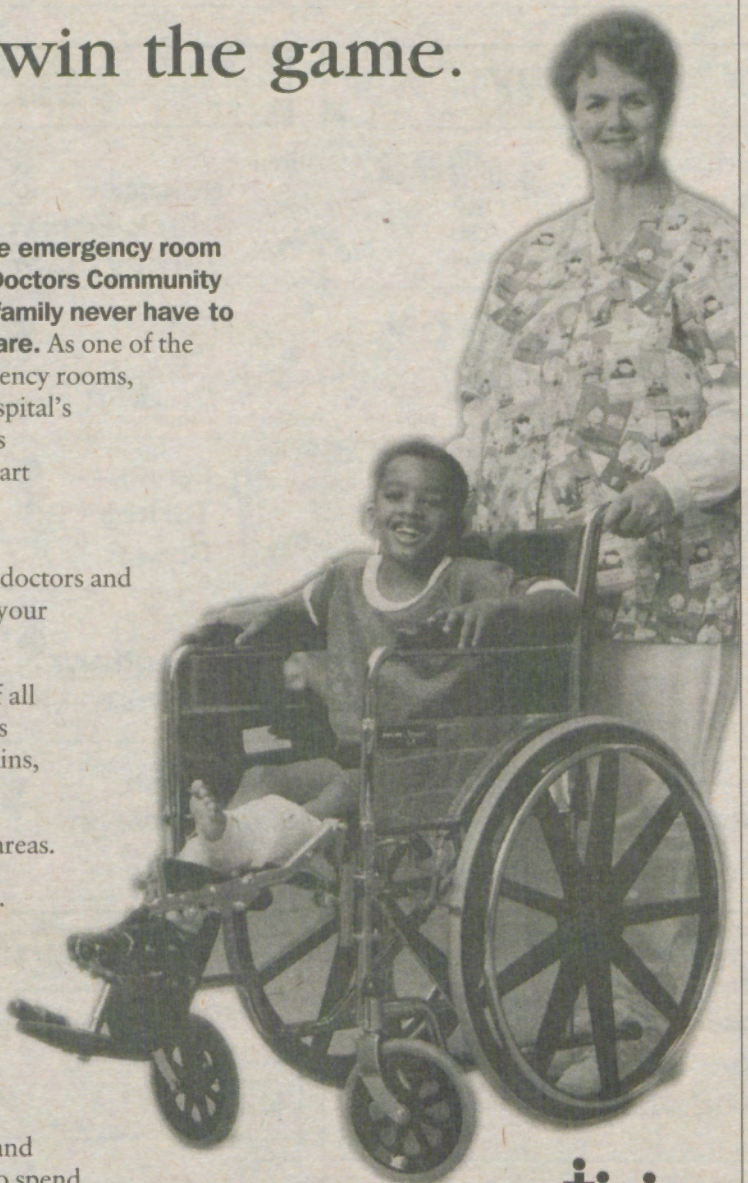 win the game.
e emergency room
Doctors Community
family never have to
are. As one of the
ency rooms,
spital's
s
art
doctors and
your
f all
s
ins,
areas.
.
and
o spend